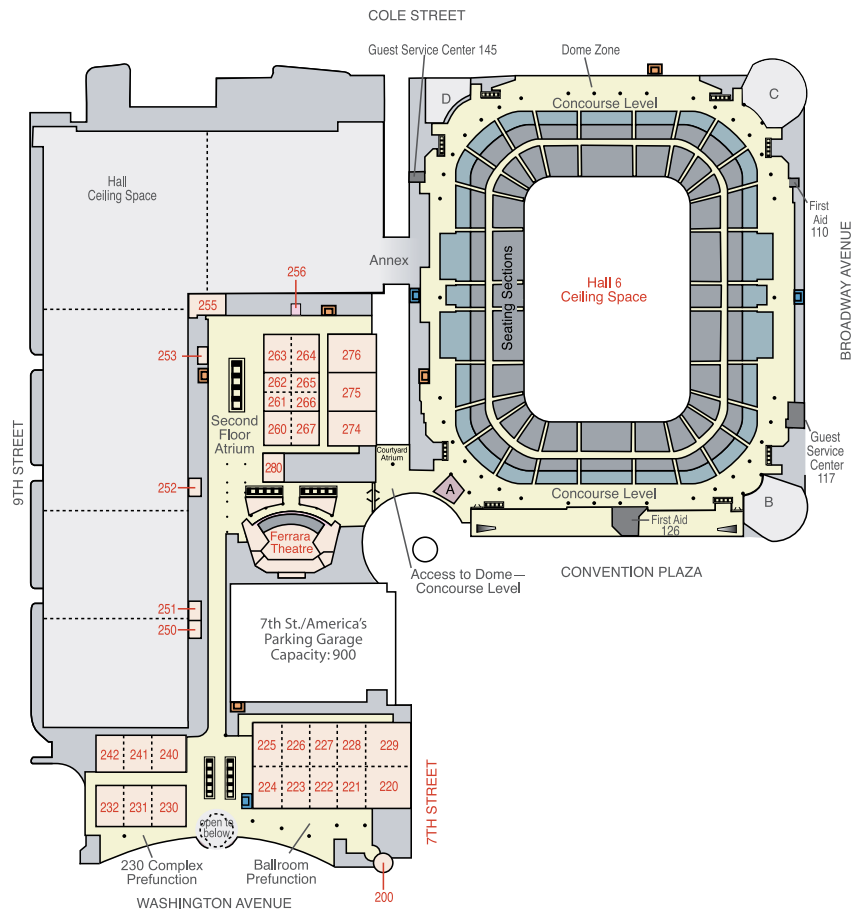 COLE STREET
Guest Service Center 145
Dome Zone
D
Concourse Level
C
Hall
Ceiling Space
First
Aid
110
Annex
256
255
Seating Sections
Hall 6
Ceiling Space
BROADWAY AVENUE
253
263 264
276
262 265
275
261 266
260 267
274
Second
Floor
Atrium
9TH STREET
280
Courtyard
Atrium
Guest
Service
Center
117
252
A
Concourse Level
B
First Aid
126
Ferrara
Theatre
Access to Dome—
Concourse Level
CONVENTION PLAZA
251
250
7th St./America's
Parking Garage
Capacity: 900
242 241 240
225 226 227 228 229
224 223 222 221 220
232 231 230
7TH STREET
open to
below
230 Complex
Prefunction
Ballroom
Prefunction
200
WASHINGTON AVENUE